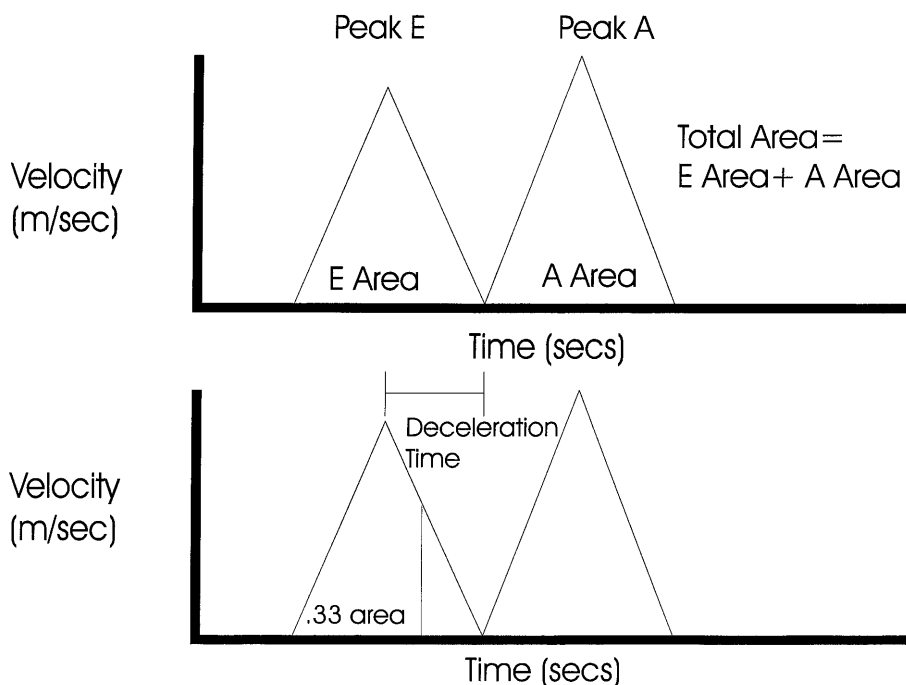 Peak E
Peak A
Total Area=
E Area+ A Area
Velocity
(m/sec)
E Area
A Area
Time (secs)
Deceleration
Time
Velocity
(m/sec)
.33 area
Time (secs)